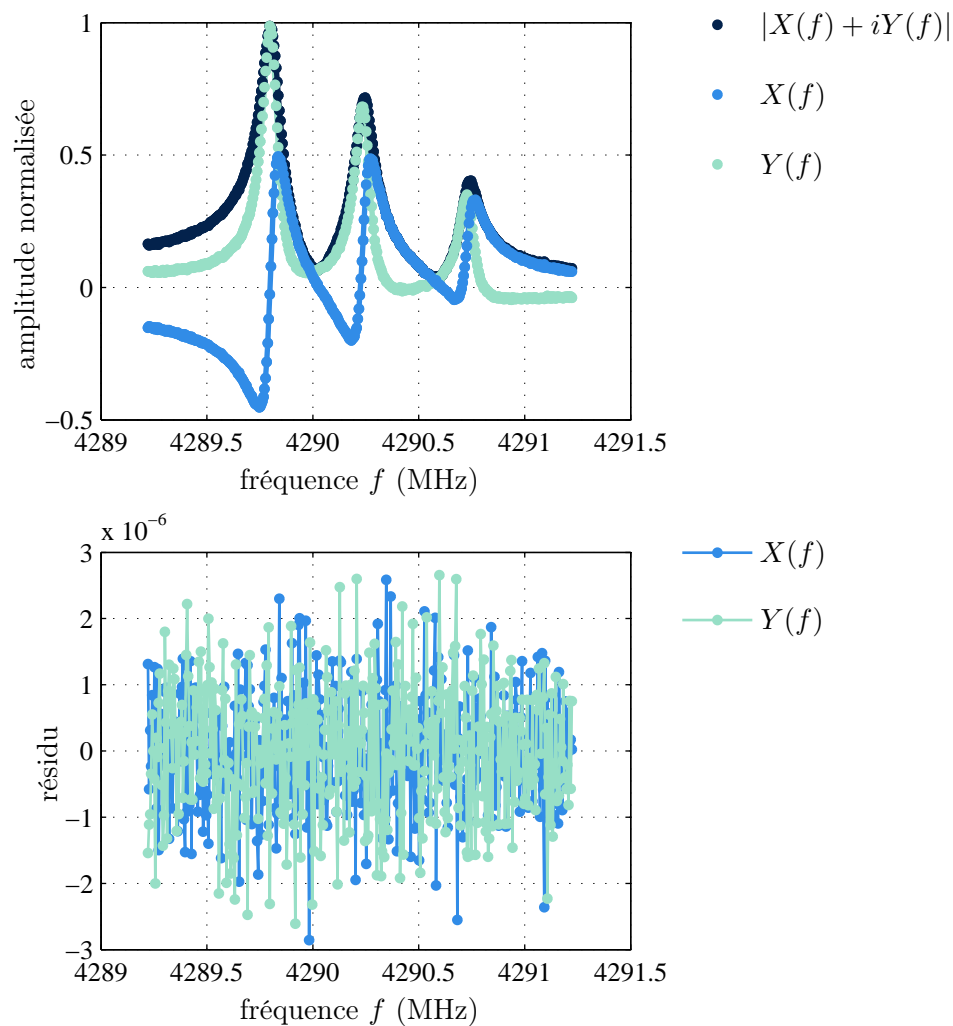 1
0.5
0
−0.5
amplitude normalisée
4289
4289.5
4290
4290.5
4291
4291.5
fréquence f (MHz)
|X(f) + iY(f)|
X(f)
Y(f)
x 10⁻⁶
3
2
1
0
−1
−2
−3
résidu
4289
4289.5
4290
4290.5
4291
4291.5
fréquence f (MHz)
X(f)
Y(f)